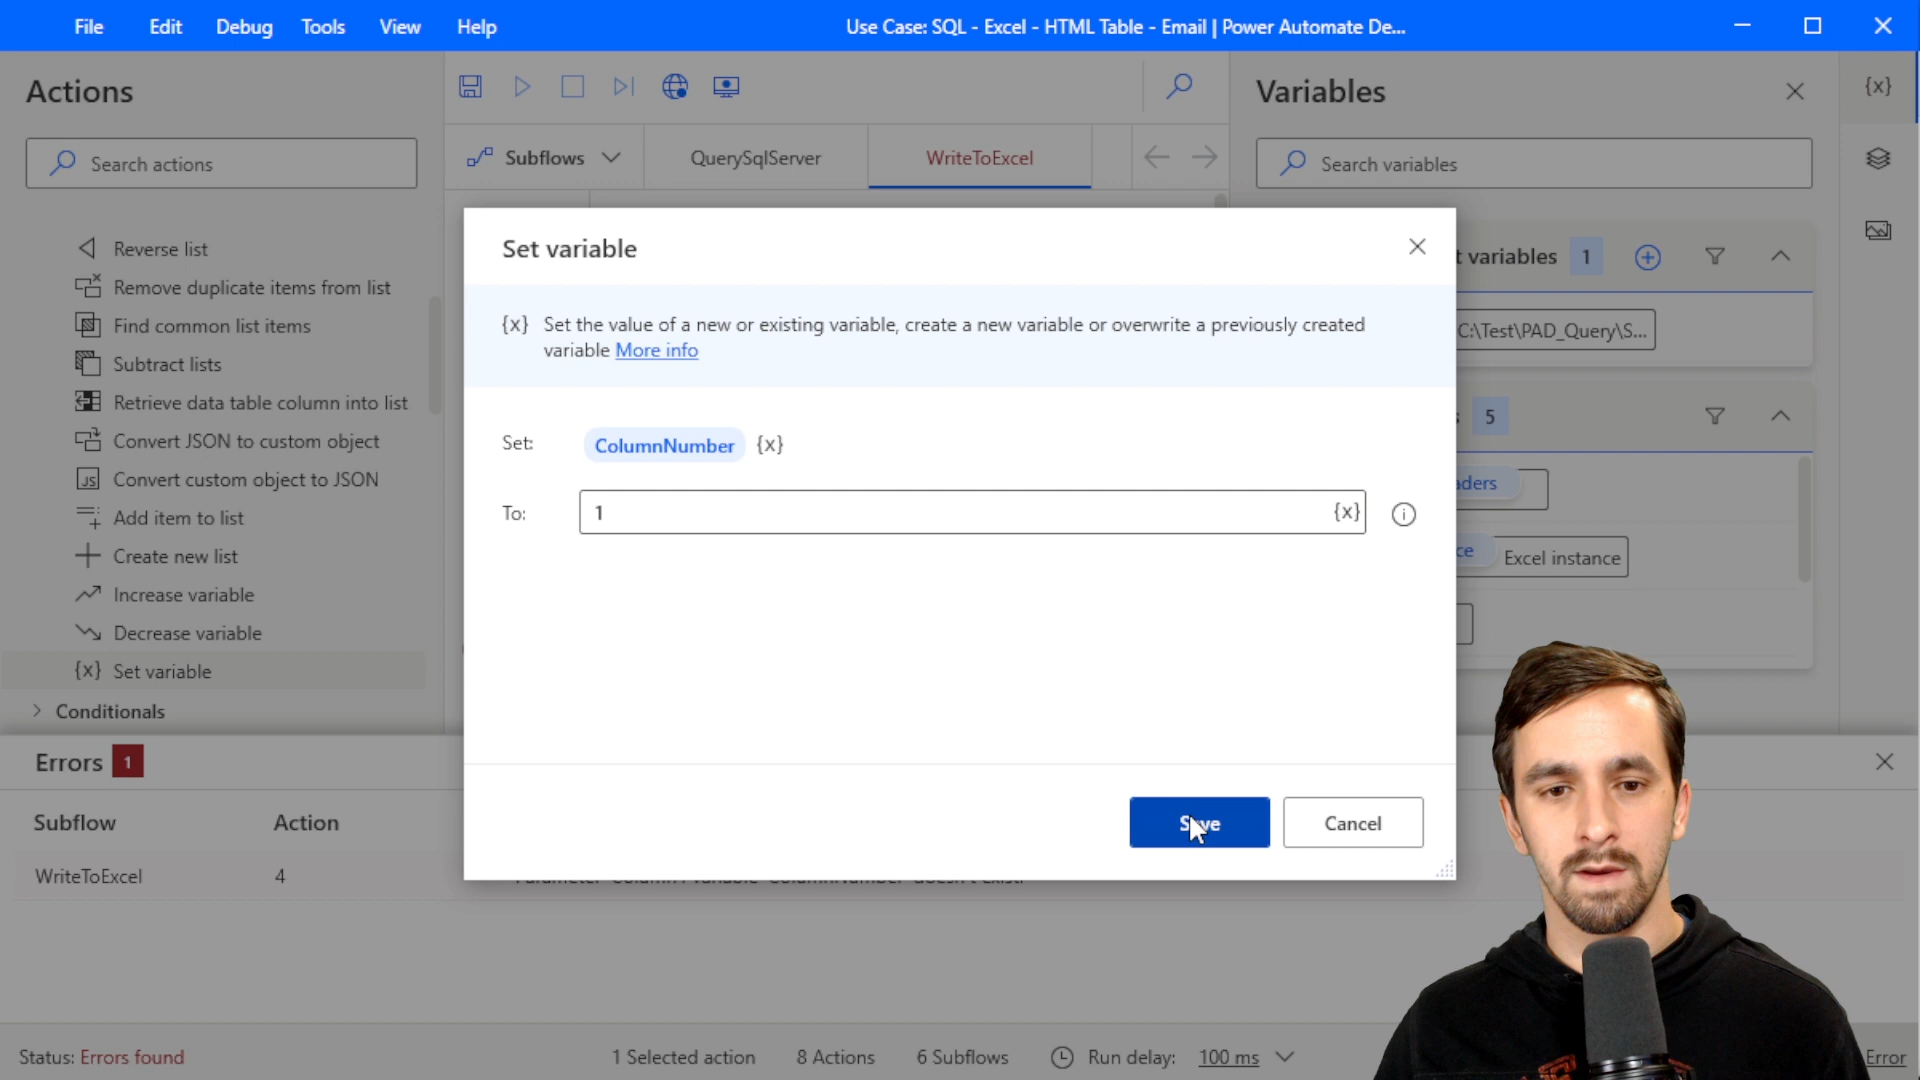 File Edit Debug Tools View Help
Use Case: SQL - Excel - HTML Table - Email | Power Automate De...
Actions
Search actions
Reverse list
Remove duplicate items from list
Find common list items
Subtract lists
Retrieve data table column into list
Convert JSON to custom object
Convert custom object to JSON
Add item to list
Create new list
Increase variable
Decrease variable
{x} Set variable
Conditionals
Subflows
QuerySqlServer
WriteToExcel
Variables
Search variables
{x}
t variables 1
C:\Test\PAD_Query\S...
5
aders
ce Excel instance
Set variable
{x} Set the value of a new or existing variable, create a new variable or overwrite a previously created
variable More info
Set: ColumnNumber {x}
To: 1 {x}
Save
Cancel
Errors 1
Subflow Action
WriteToExcel 4
Status: Errors found
1 Selected action
8 Actions
6 Subflows
Run delay: 100 ms
Error